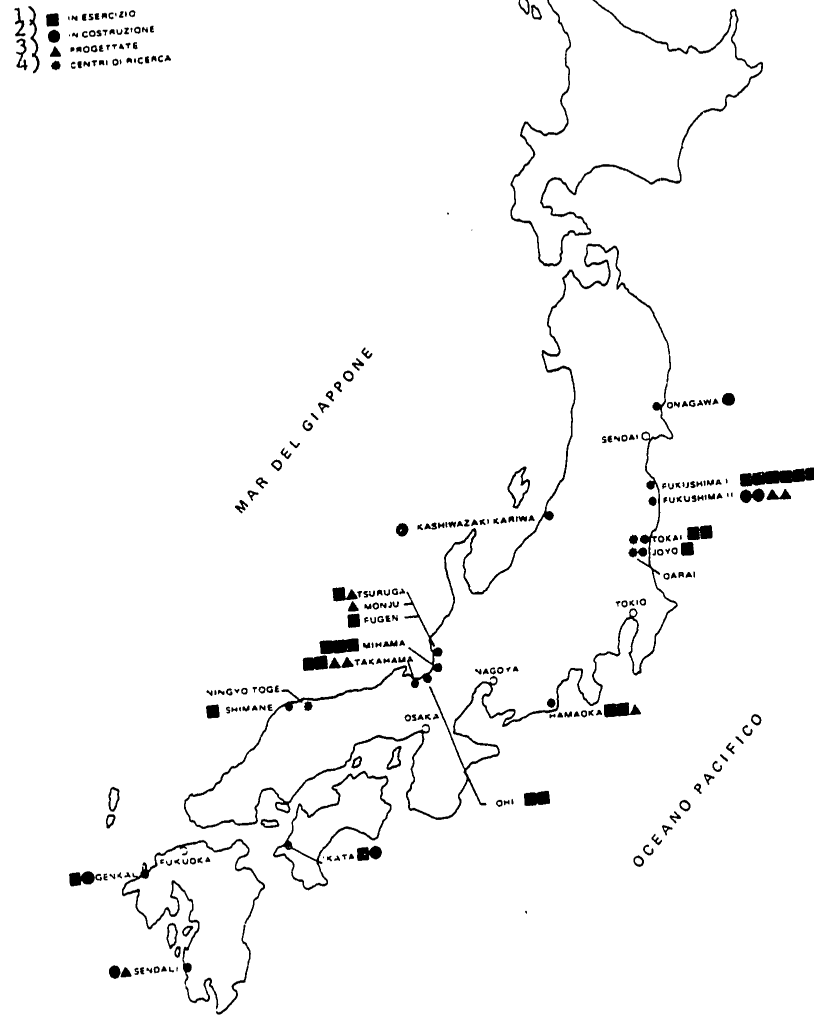 1) IN ESERCIZIO
2) IN COSTRUZIONE
3) PROGETTATE
4) CENTRI DI RICERCA
MAR DEL GIAPPONE
ONAGAWA
SENDAI
FUKUSHIMA I
FUKUSHIMA II
KASHIWAZAKI KARIWA
TOKAI
JOYO
OARAI
TSURUGA
MONJU
FUGEN
TOKIO
MIHAMA
TAKAHAMA
NAGOYA
NINGYO TOGE
SHIMANE
HAMAOKA
OSAKA
OCEANO PACIFICO
OHI
IKATA
FUKUOKA
GENKAI
SENDAI